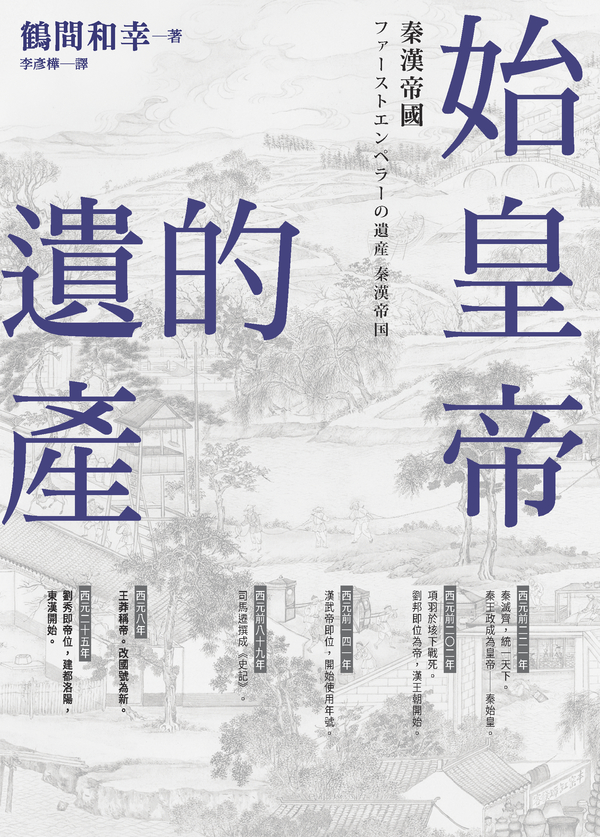 鶴間和幸—著
李彥樺—譯
始皇帝
的
遺產
秦漢帝國
ファーストエンペラーの遺産 秦漢帝国
西元前二二一年
秦滅齊，統一天下。
秦王政成為皇帝——秦始皇。
西元前二〇二年
項羽於垓下戰死。
劉邦即位為帝，漢王朝開始。
西元前一四一年
漢武帝即位，開始使用年號。
西元前八十九年
司馬遷撰成《史記》。
西元八年
王莽稱帝。改國號為新。
西元二十五年
劉秀即帝位，建都洛陽，
東漢開始。